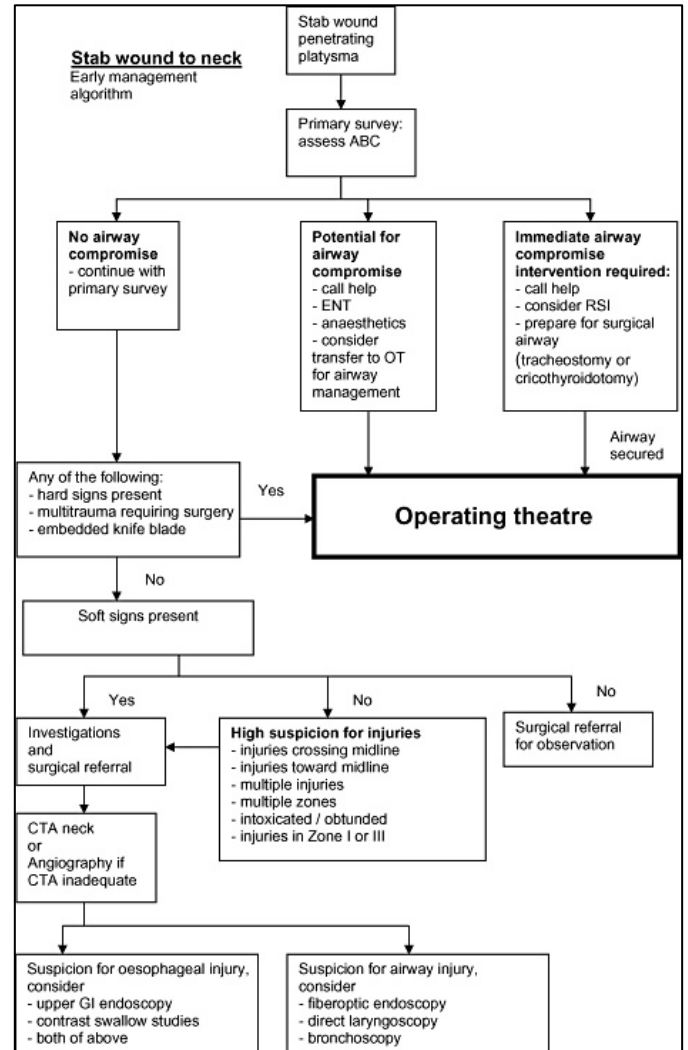 Stab wound
penetrating
platysma
Stab wound to neck
Early management
algorithm
Primary survey:
assess ABC
No airway
compromise
- continue with
primary survey
Potential for
airway
compromise
- call help
- ENT
- anaesthetics
- consider
transfer to OT
for airway
management
Immediate airway
compromise
intervention required:
- call help
- consider RSI
- prepare for surgical
airway
(tracheostomy or
cricothyroidotomy)
Airway
secured
Any of the following:
- hard signs present
- multitrauma requiring surgery
- embedded knife blade
Yes
Operating theatre
No
Soft signs present
Yes
No
No
Investigations
and
surgical referral
High suspicion for injuries
- injuries crossing midline
- injuries toward midline
- multiple injuries
- multiple zones
- intoxicated / obtunded
- injuries in Zone I or III
Surgical referral
for observation
CTA neck
or
Angiography if
CTA inadequate
Suspicion for oesophageal injury,
consider
- upper GI endoscopy
- contrast swallow studies
- both of above
Suspicion for airway injury,
consider
- fiberoptic endoscopy
- direct laryngoscopy
- bronchoscopy